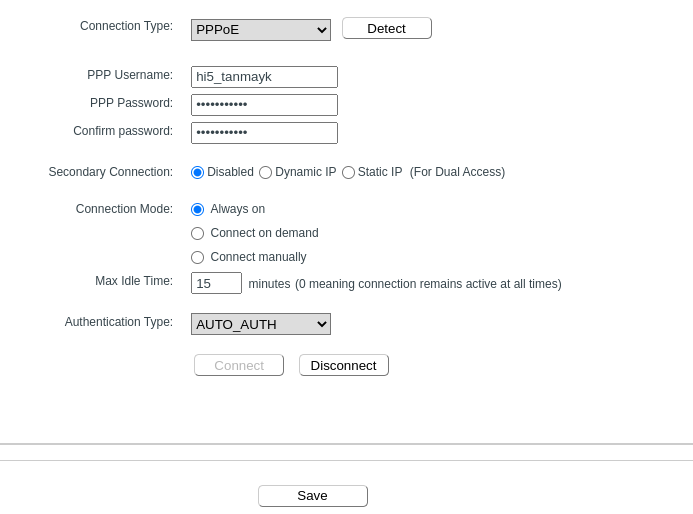 Connection Type: PPPoE Detect
PPP Username: hi5_tanmayk
PPP Password: •••••••••••
Confirm password: •••••••••••
Secondary Connection: Disabled Dynamic IP Static IP (For Dual Access)
Connection Mode: Always on
Connect on demand
Connect manually
Max Idle Time: 15 minutes (0 meaning connection remains active at all times)
Authentication Type: AUTO_AUTH
Connect Disconnect
Save